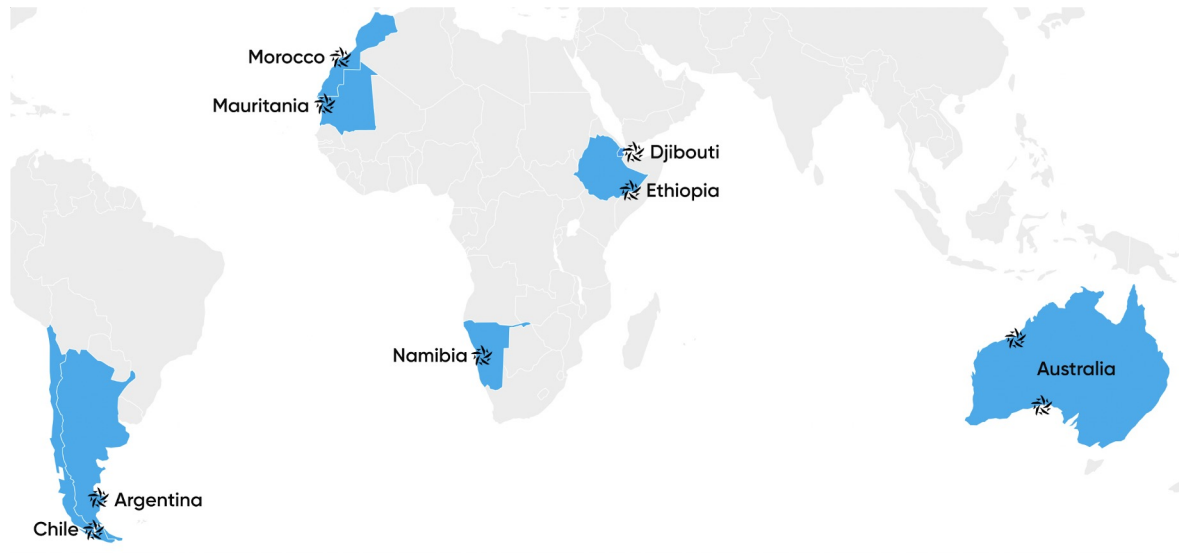 Morocco
Mauritania
Djibouti
Ethiopia
Namibia
Australia
Argentina
Chile